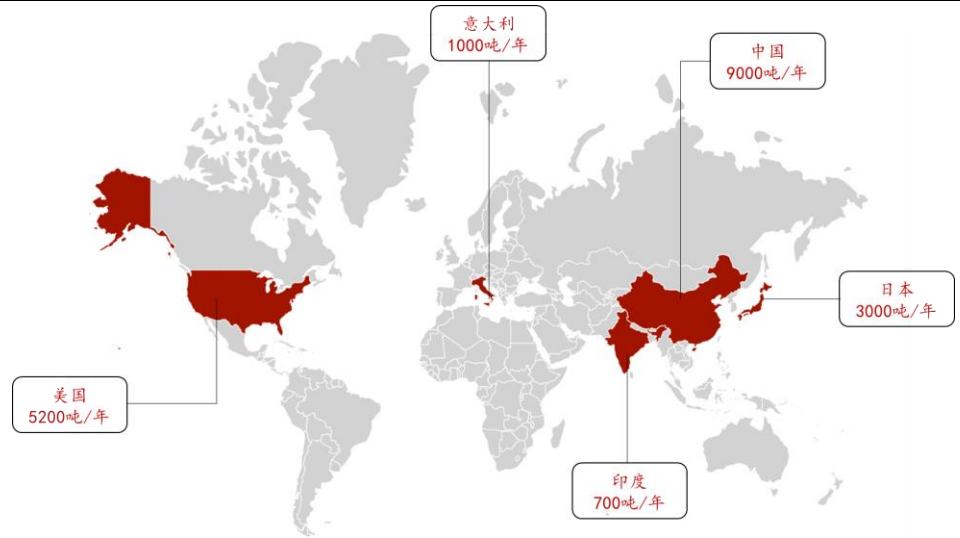 意大利
1000吨/年
中国
9000吨/年
日本
3000吨/年
美国
5200吨/年
印度
700吨/年